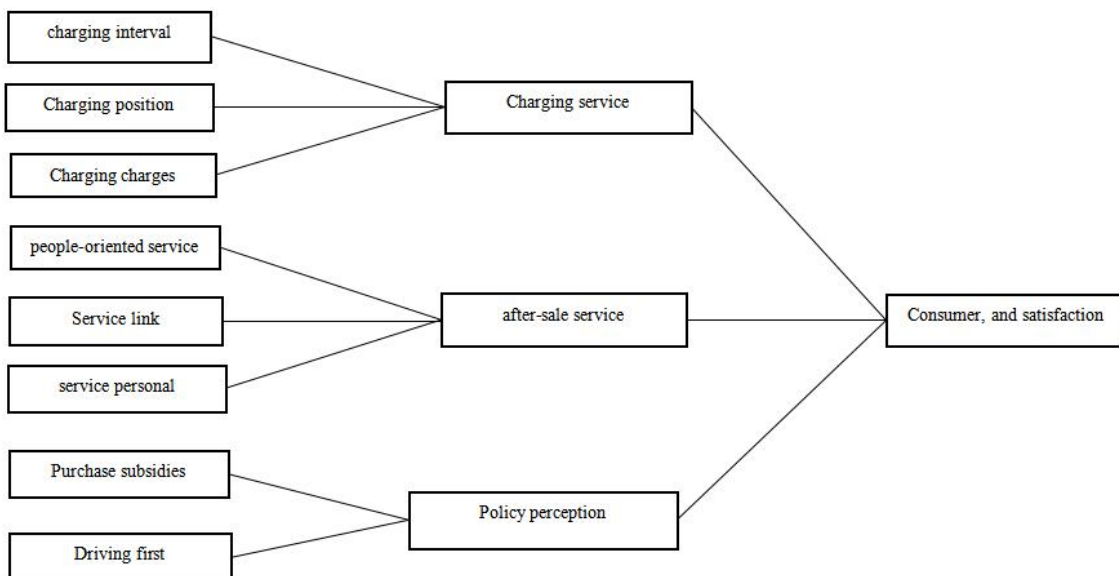 charging interval
Charging position
Charging charges
people-oriented service
Service link
service personal
Purchase subsidies
Driving first
Charging service
after-sale service
Policy perception
Consumer, and satisfaction